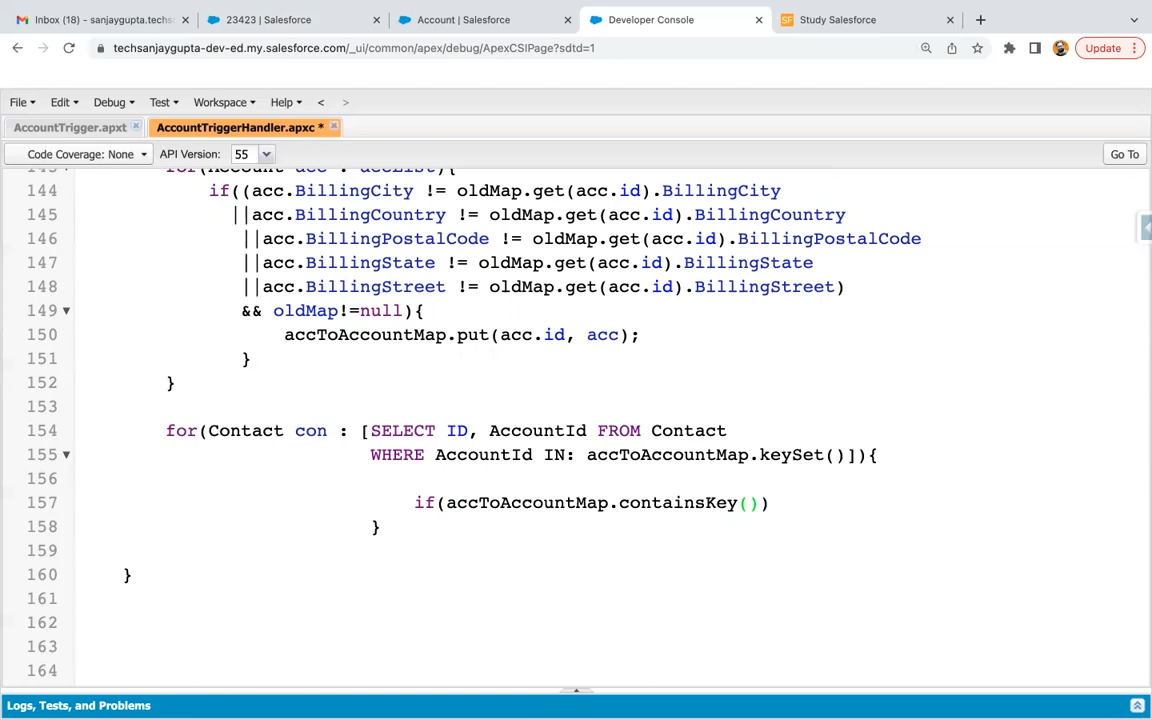 Inbox (18) - sanjaygupta.techs
23423 | Salesforce
Account | Salesforce
Developer Console
SF Study Salesforce
techsanjaygupta-dev-ed.my.salesforce.com/_ui/common/apex/debug/ApexCSIPage?sdtd=1
Update
File Edit Debug Test Workspace Help < >
AccountTrigger.apxt
AccountTriggerHandler.apxc *
Code Coverage: None API Version: 55 Go To
143 for(Account acc : accList){
144 if((acc.BillingCity != oldMap.get(acc.id).BillingCity
145 ||acc.BillingCountry != oldMap.get(acc.id).BillingCountry
146 ||acc.BillingPostalCode != oldMap.get(acc.id).BillingPostalCode
147 ||acc.BillingState != oldMap.get(acc.id).BillingState
148 ||acc.BillingStreet != oldMap.get(acc.id).BillingStreet)
149 && oldMap!=null){
150 accToAccountMap.put(acc.id, acc);
151 }
152 }
153
154 for(Contact con : [SELECT ID, AccountId FROM Contact
155 WHERE AccountId IN: accToAccountMap.keySet()]){
156
157 if(accToAccountMap.containsKey())
158 }
159
160 }
161
162
163
164
Logs, Tests, and Problems